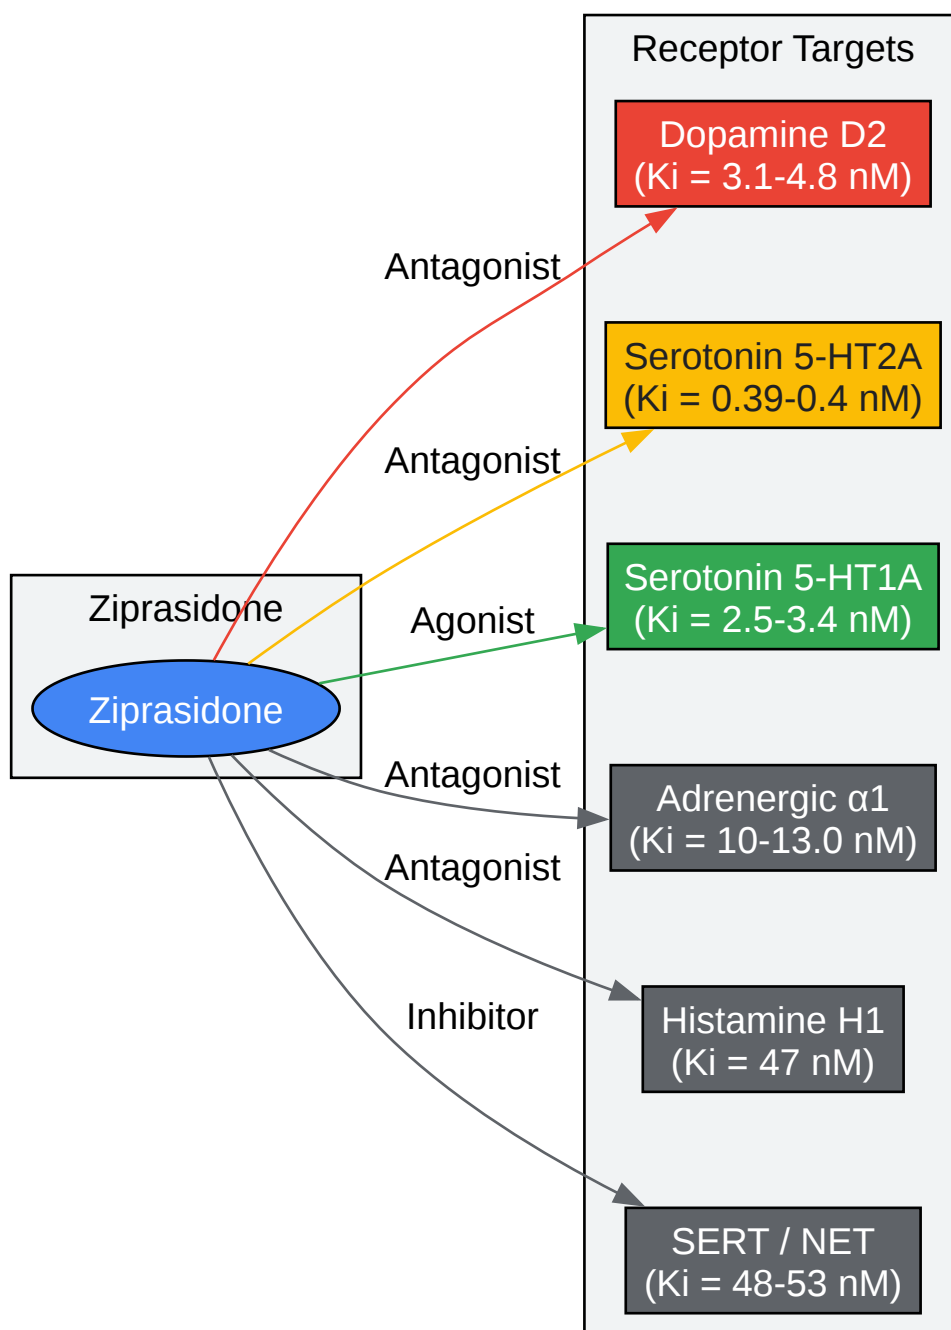 Receptor Targets
Dopamine D2
(Ki = 3.1-4.8 nM)
Antagonist
Serotonin 5-HT2A
(Ki = 0.39-0.4 nM)
Antagonist
Serotonin 5-HT1A
(Ki = 2.5-3.4 nM)
Agonist
Ziprasidone
Ziprasidone
Antagonist
Adrenergic α1
(Ki = 10-13.0 nM)
Antagonist
Histamine H1
(Ki = 47 nM)
Inhibitor
SERT / NET
(Ki = 48-53 nM)